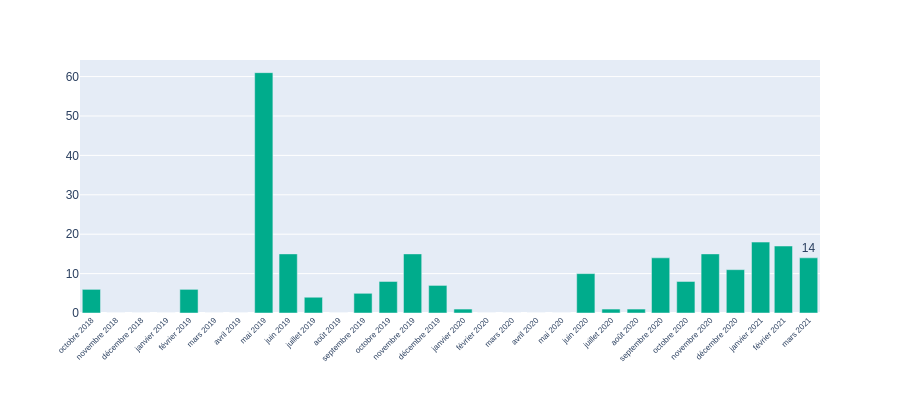 60
50
40
30
20
10
0
14
octobre 2018
novembre 2018
décembre 2018
janvier 2019
février 2019
mars 2019
avril 2019
mai 2019
juin 2019
juillet 2019
août 2019
septembre 2019
octobre 2019
novembre 2019
décembre 2019
janvier 2020
février 2020
mars 2020
avril 2020
mai 2020
juin 2020
juillet 2020
août 2020
septembre 2020
octobre 2020
novembre 2020
décembre 2020
janvier 2021
février 2021
mars 2021